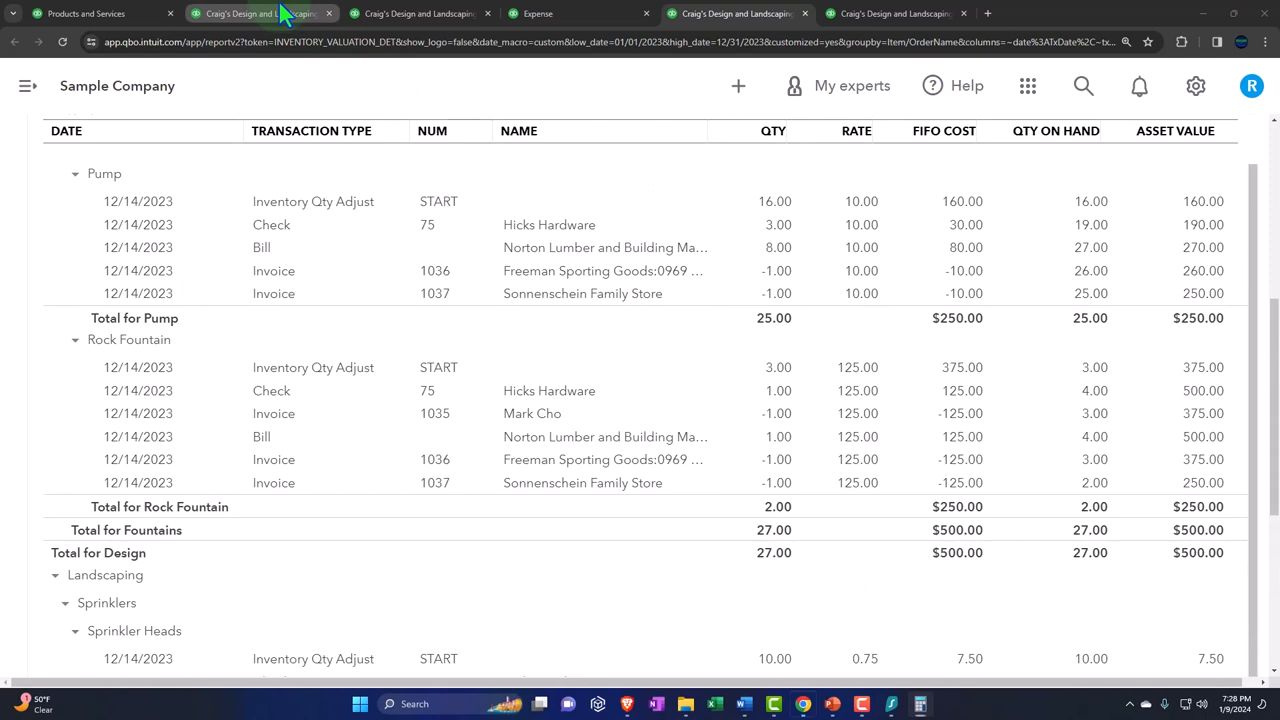 Products and Services Craig's Design and Landscaping Craig's Design and Landscaping Expense Craig's Design and Landscaping Craig's Design and Landscaping
app.qbo.intuit.com/app/reportv2?token=INVENTORY_VALUATION_DET&show_logo=false&date_macro=custom&low_date=01/01/2023&high_date=12/31/2023&customized=yes&groupby=Item/OrderName&columns=~date%3ATxDate%2C~tx...
Sample Company My experts Help R
DATE TRANSACTION TYPE NUM NAME QTY RATE FIFO COST QTY ON HAND ASSET VALUE
Pump
12/14/2023 Inventory Qty Adjust START 16.00 10.00 160.00 16.00 160.00
12/14/2023 Check 75 Hicks Hardware 3.00 10.00 30.00 19.00 190.00
12/14/2023 Bill Norton Lumber and Building Ma... 8.00 10.00 80.00 27.00 270.00
12/14/2023 Invoice 1036 Freeman Sporting Goods:0969 ... -1.00 10.00 -10.00 26.00 260.00
12/14/2023 Invoice 1037 Sonnenschein Family Store -1.00 10.00 -10.00 25.00 250.00
Total for Pump 25.00 $250.00 25.00 $250.00
Rock Fountain
12/14/2023 Inventory Qty Adjust START 3.00 125.00 375.00 3.00 375.00
12/14/2023 Check 75 Hicks Hardware 1.00 125.00 125.00 4.00 500.00
12/14/2023 Invoice 1035 Mark Cho -1.00 125.00 -125.00 3.00 375.00
12/14/2023 Bill Norton Lumber and Building Ma... 1.00 125.00 125.00 4.00 500.00
12/14/2023 Invoice 1036 Freeman Sporting Goods:0969 ... -1.00 125.00 -125.00 3.00 375.00
12/14/2023 Invoice 1037 Sonnenschein Family Store -1.00 125.00 -125.00 2.00 250.00
Total for Rock Fountain 2.00 $250.00 2.00 $250.00
Total for Fountains 27.00 $500.00 27.00 $500.00
Total for Design 27.00 $500.00 27.00 $500.00
Landscaping
Sprinklers
Sprinkler Heads
12/14/2023 Inventory Qty Adjust START 10.00 0.75 7.50 10.00 7.50
50°F
Clear
Search
7:28 PM
1/9/2024